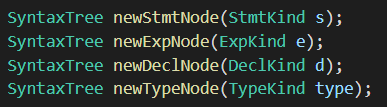 SyntaxTree newStmtNode(StmtKind s);
SyntaxTree newExpNode(ExpKind e);
SyntaxTree newDeclNode(DeclKind d);
SyntaxTree newTypeNode(TypeKind type);